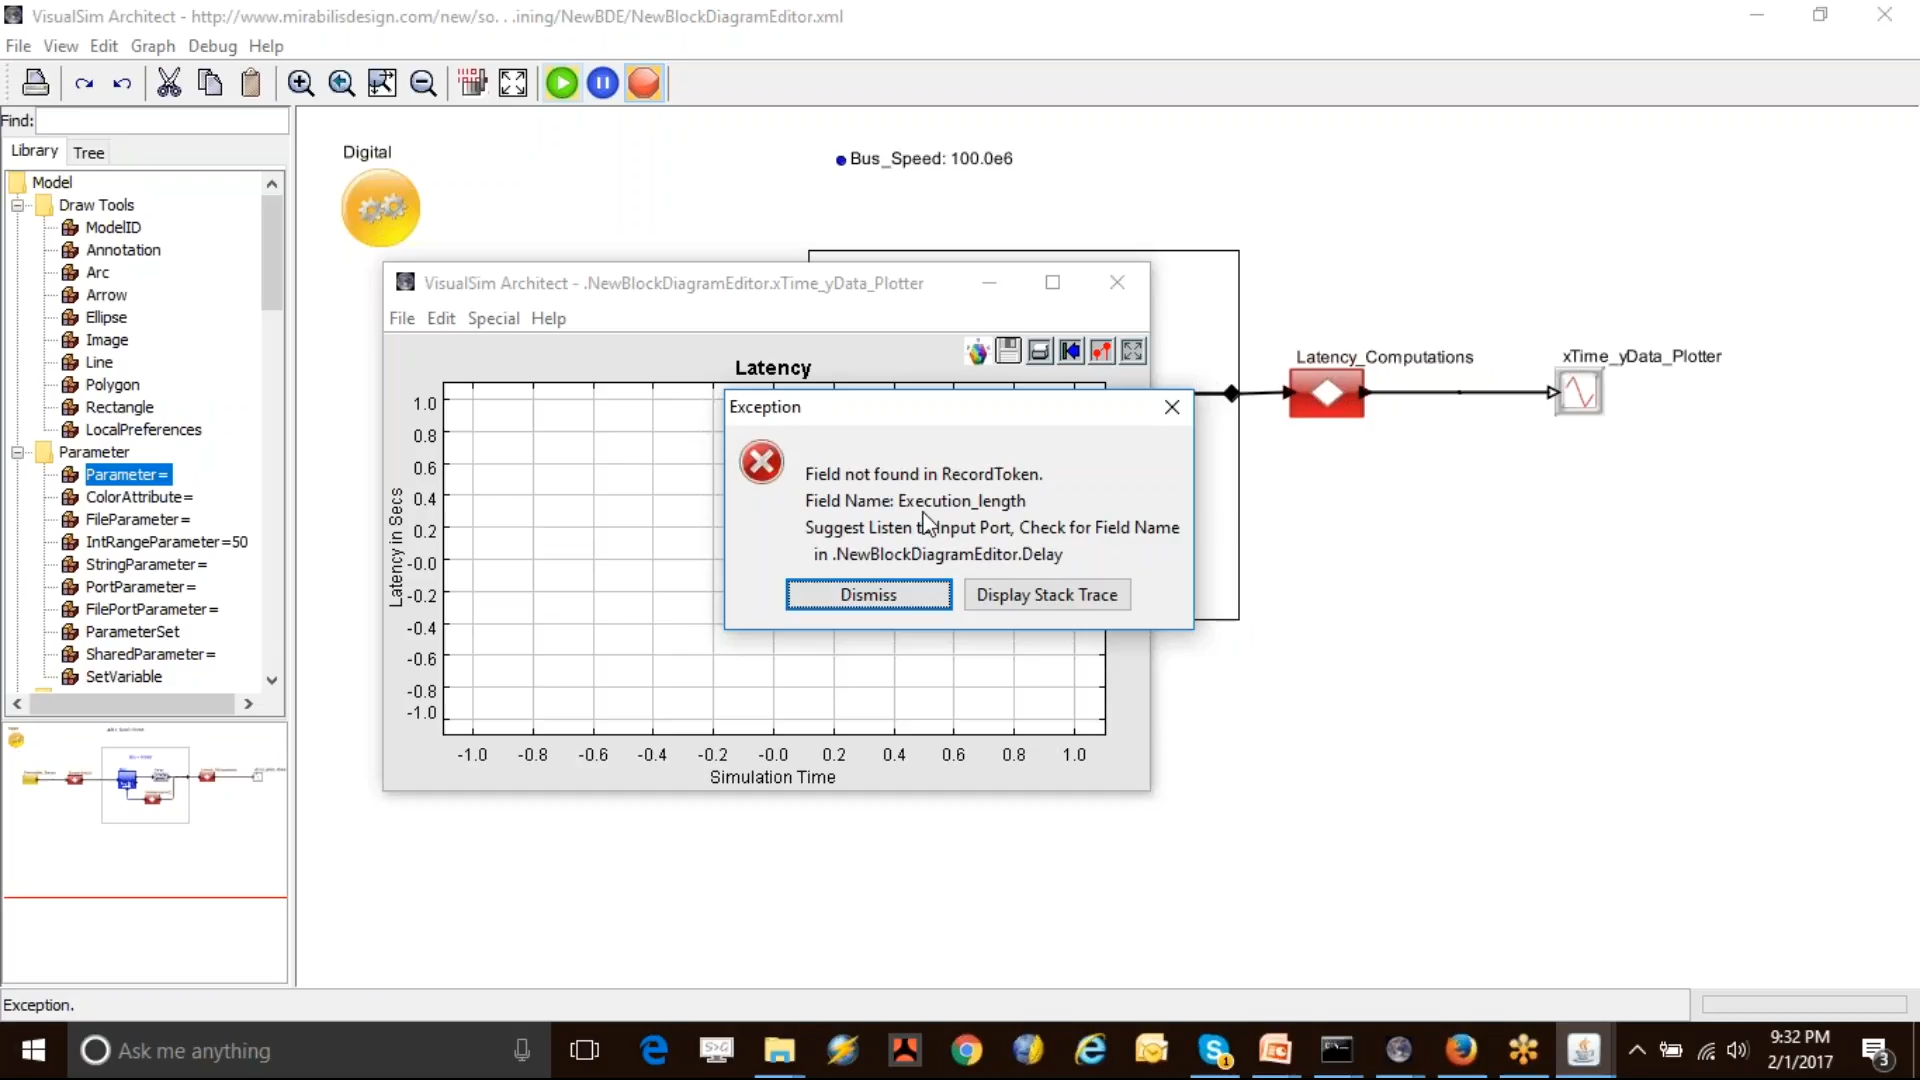 VisualSim Architect - http://www.mirabilisdesign.com/new/so. . .ining/NewBDE/NewBlockDiagramEditor.xml
File View Edit Graph Debug Help
Find:
Library Tree
Model
Draw Tools
ModelID
Annotation
Arc
Arrow
Ellipse
Image
Line
Polygon
Rectangle
LocalPreferences
Parameter
Parameter=
ColorAttribute=
FileParameter=
IntRangeParameter=50
StringParameter=
PortParameter=
FilePortParameter=
ParameterSet
SharedParameter=
SetVariable
Digital
Bus_Speed: 100.0e6
Latency_Computations
xTime_yData_Plotter
VisualSim Architect - .NewBlockDiagramEditor.xTime_yData_Plotter
File Edit Special Help
Latency
1.0
0.8
0.6
0.4
0.2
-0.0
-0.2
-0.4
-0.6
-0.8
-1.0
Latency in Secs
-1.0 -0.8 -0.6 -0.4 -0.2 -0.0 0.2 0.4 0.6 0.8 1.0
Simulation Time
Exception
Field not found in RecordToken.
Field Name: Execution_length
Suggest Listen to Input Port, Check for Field Name
in .NewBlockDiagramEditor.Delay
Dismiss Display Stack Trace
Exception.
Ask me anything
9:32 PM
2/1/2017
3
1